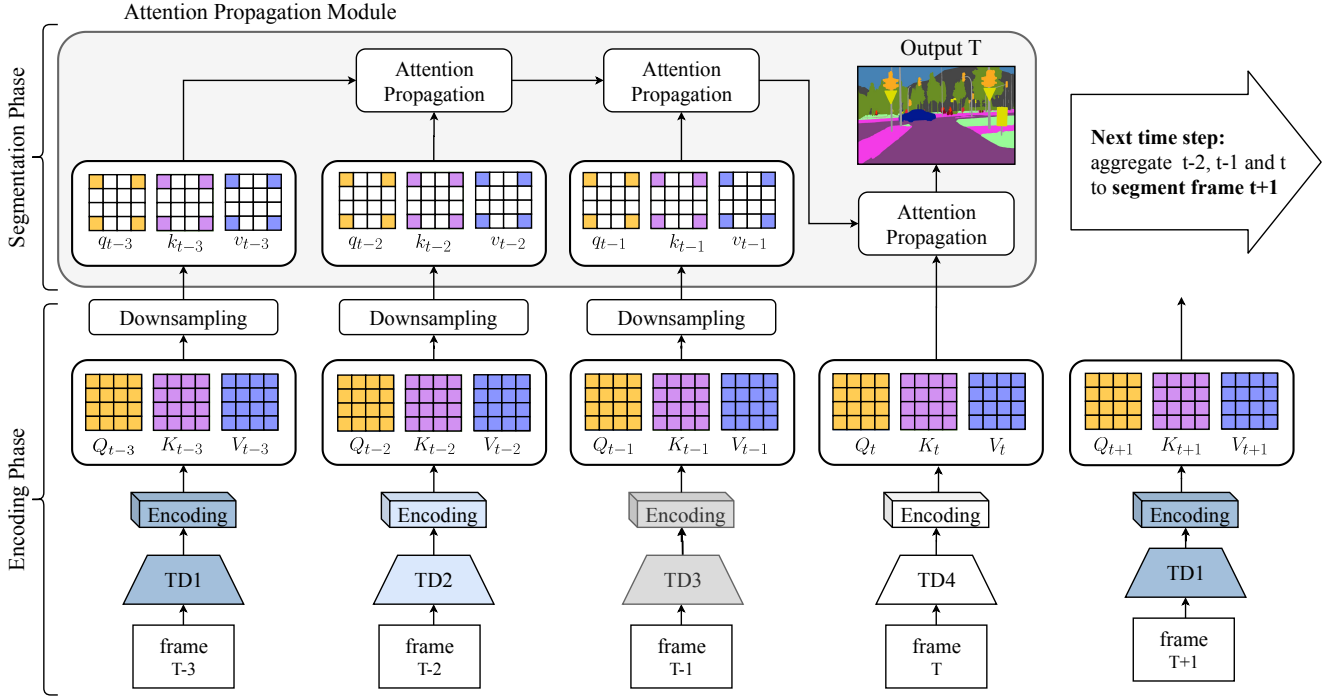 Attention Propagation Module
Segmentation Phase
Encoding Phase
Attention
Propagation
Attention
Propagation
Output T
Attention
Propagation
Next time step:
aggregate t-2, t-1 and t
to segment frame t+1
q_{t-3} k_{t-3} v_{t-3}
q_{t-2} k_{t-2} v_{t-2}
q_{t-1} k_{t-1} v_{t-1}
Downsampling
Downsampling
Downsampling
Q_{t-3} K_{t-3} V_{t-3}
Q_{t-2} K_{t-2} V_{t-2}
Q_{t-1} K_{t-1} V_{t-1}
Q_t K_t V_t
Q_{t+1} K_{t+1} V_{t+1}
Encoding
Encoding
Encoding
Encoding
Encoding
TD1
TD2
TD3
TD4
TD1
frame
T-3
frame
T-2
frame
T-1
frame
T
frame
T+1